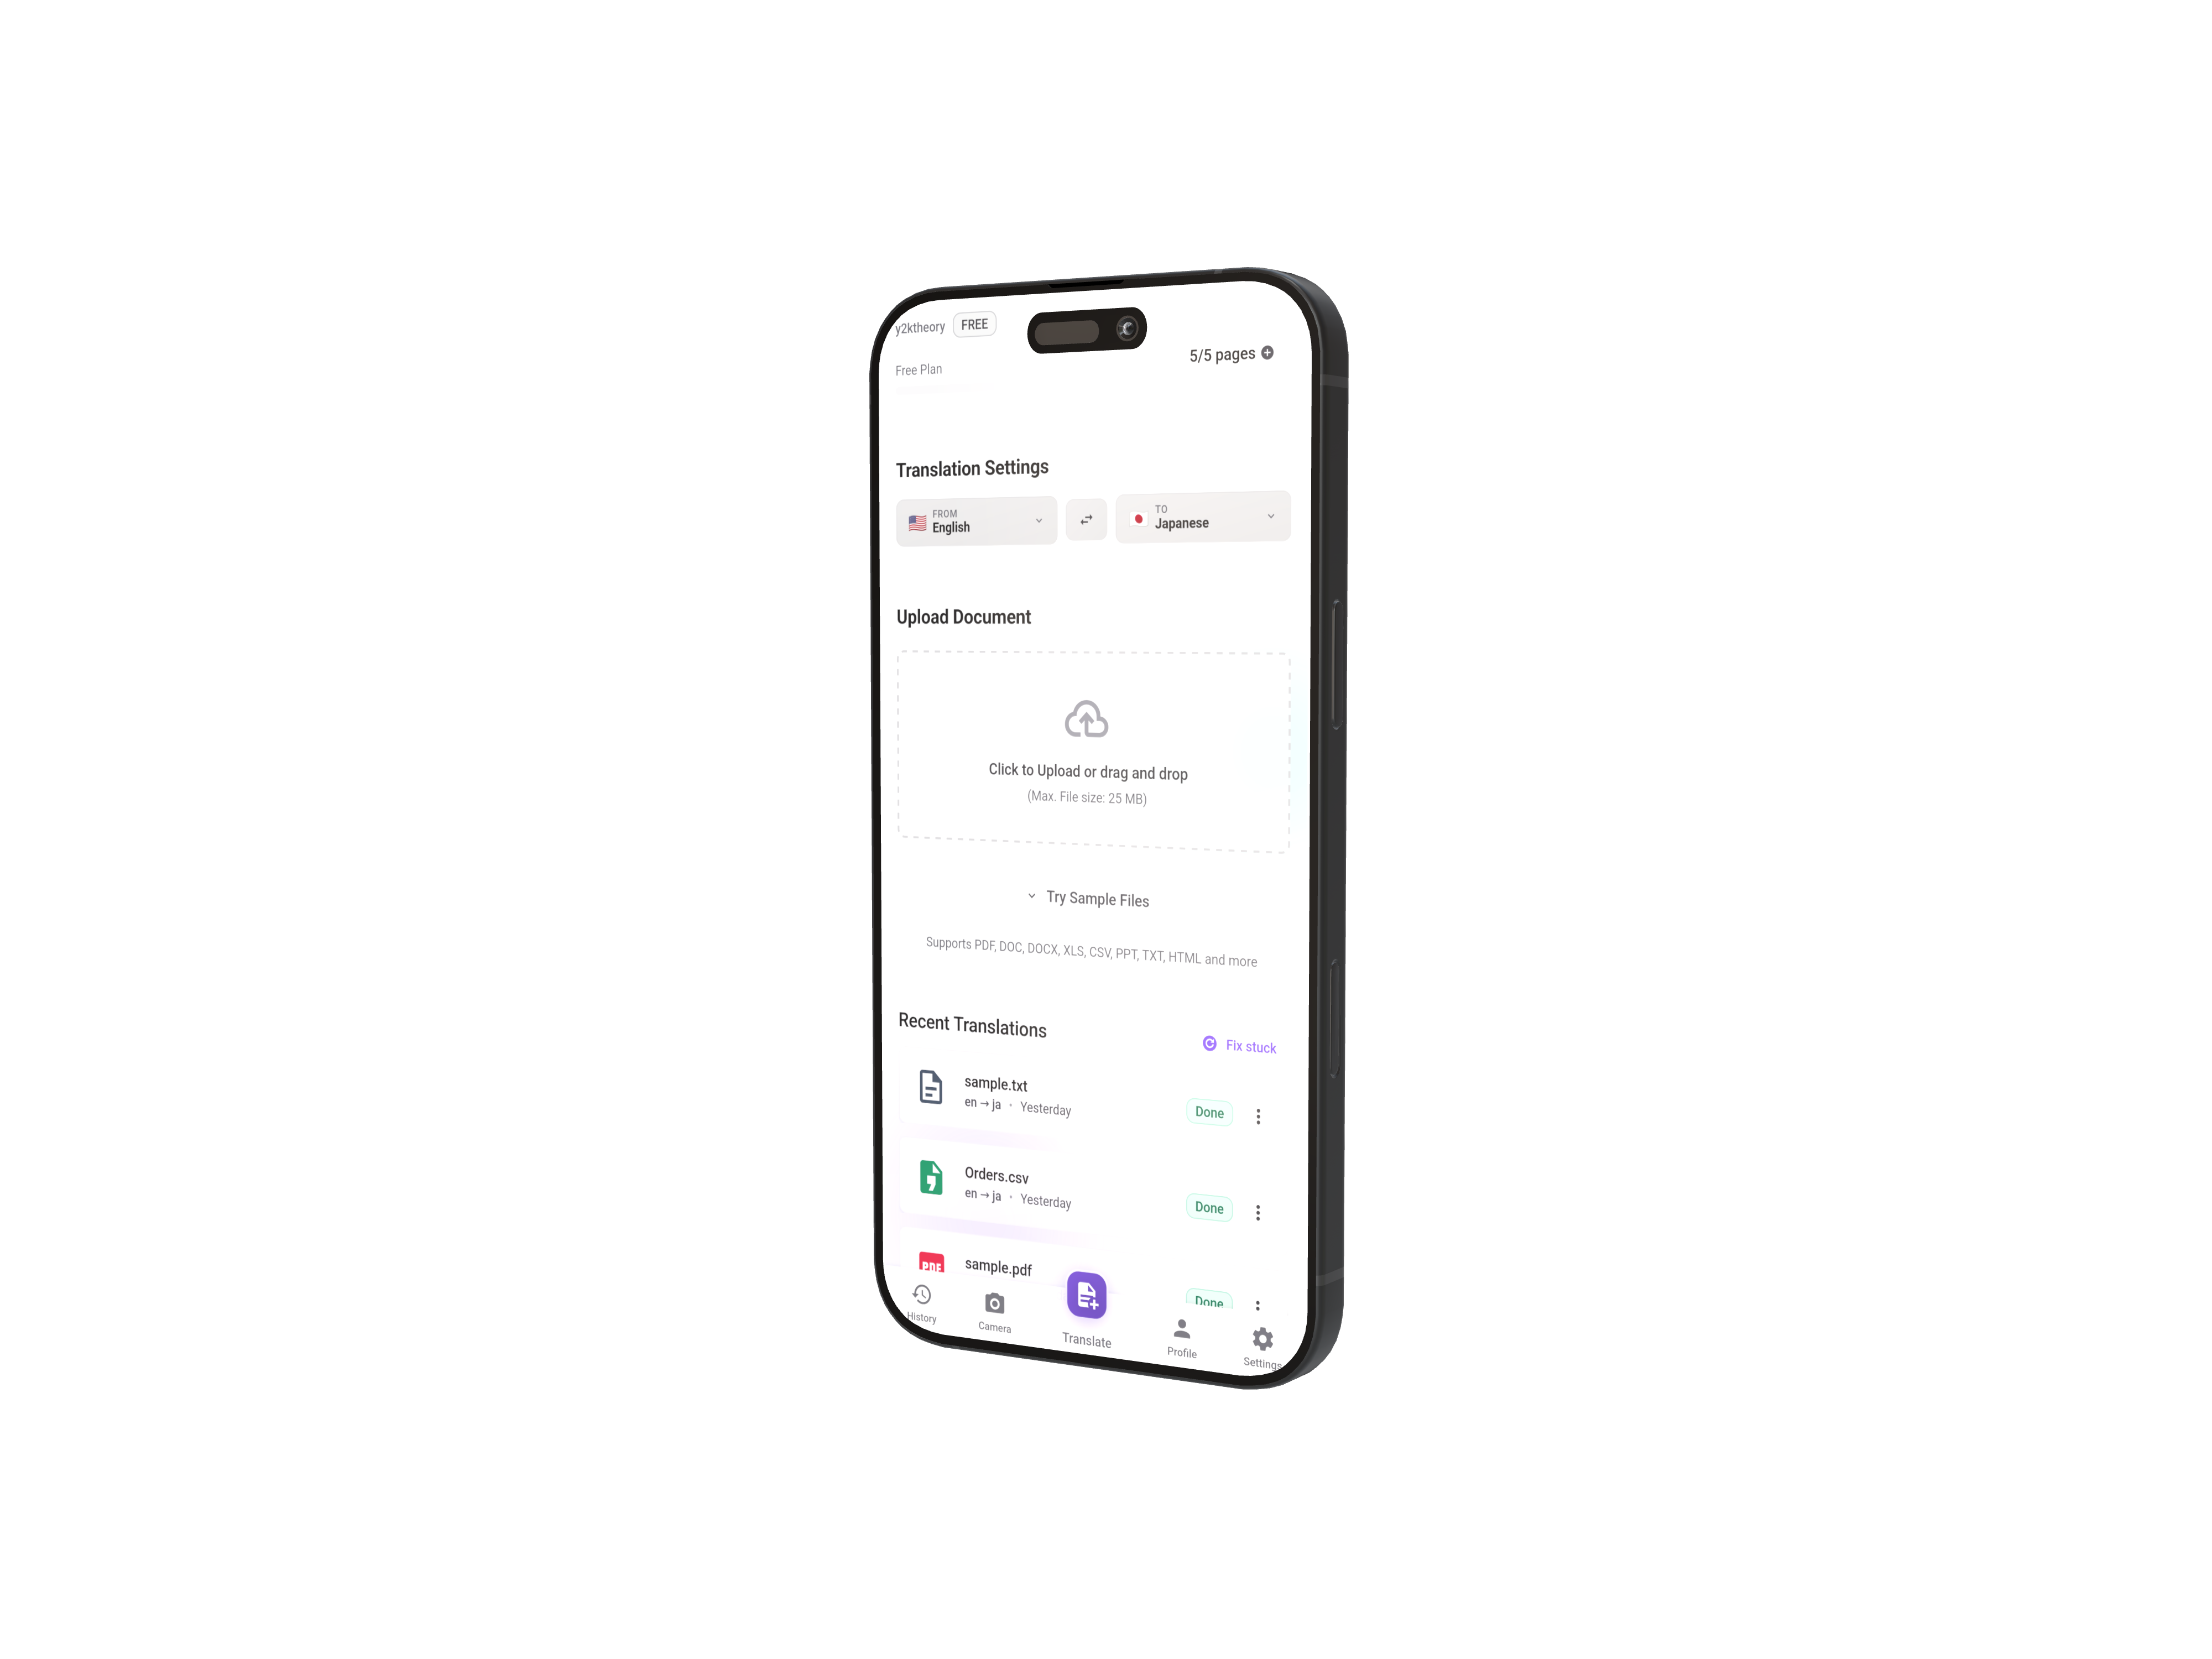 y2ktheory FREE
5/5 pages
Free Plan
Translation Settings
FROM
English
TO
Japanese
Upload Document
Click to Upload or drag and drop
(Max. File size: 25 MB)
Try Sample Files
Supports PDF, DOC, DOCX, XLS, CSV, PPT, TXT, HTML and more
Recent Translations
Fix stuck
sample.txt
en → ja • Yesterday
Done
Orders.csv
en → ja • Yesterday
Done
PDF
sample.pdf
Done
History
Camera
Translate
Profile
Settings